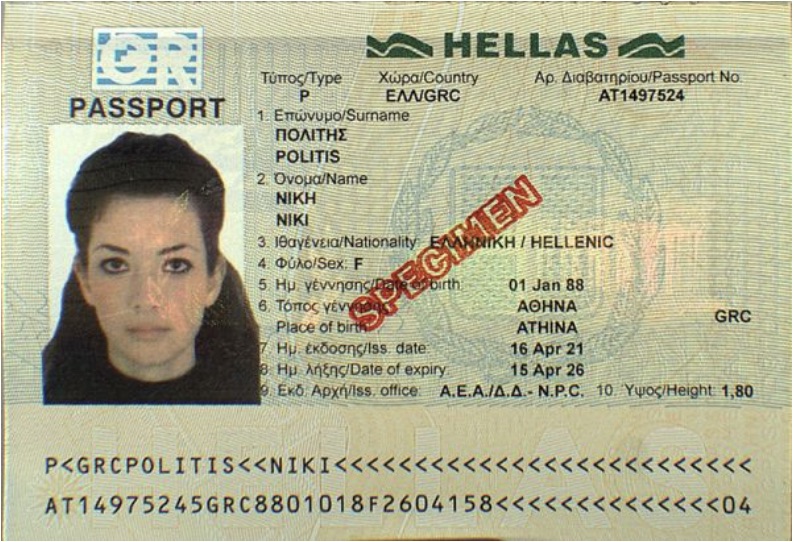 GR
HELLAS
PASSPORT
Τύπος/Type Χώρα/Country Αρ. Διαβατηρίου/Passport No.
P ΕΛΛ/GRC AT1497524
1. Επώνυμο/Surname
ΠΟΛΙΤΗΣ
POLITIS
2. Όνομα/Name
ΝΙΚΗ
NIKI
3. Ιθαγένεια/Nationality ΕΛΛΗΝΙΚΗ / HELLENIC
4. Φύλο/Sex: F
5 Ημ. γέννησης/Date of birth: 01 Jan 88
6. Τόπος γέννησης ΑΘΗΝΑ
Place of birth ATHINA GRC
7. Ημ. έκδοσης/Iss. date: 16 Apr 21
8 Ημ. λήξης/Date of expiry: 15 Apr 26
9. Εκδ. Αρχή/Iss. office: Α.Ε.Α./Δ.Δ.- N.P.C. 10. Υψος/Height: 1,80
SPECIMEN
P<GRCPOLITIS<<NIKI<<<<<<<<<<<<<<<<<<<<<<<<<<
AT14975245GRC8801018F2604158<<<<<<<<<<<<<<04
HELLAS